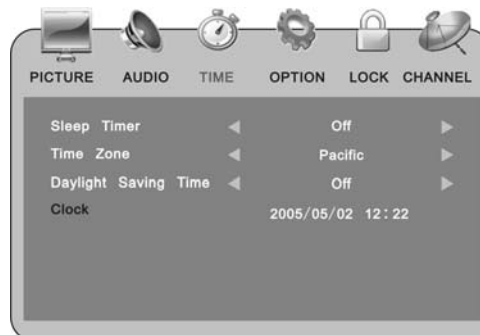 PICTURE AUDIO TIME OPTION LOCK CHANNEL
Sleep Timer Off
Time Zone Pacific
Daylight Saving Time Off
Clock 2005/05/02 12:22